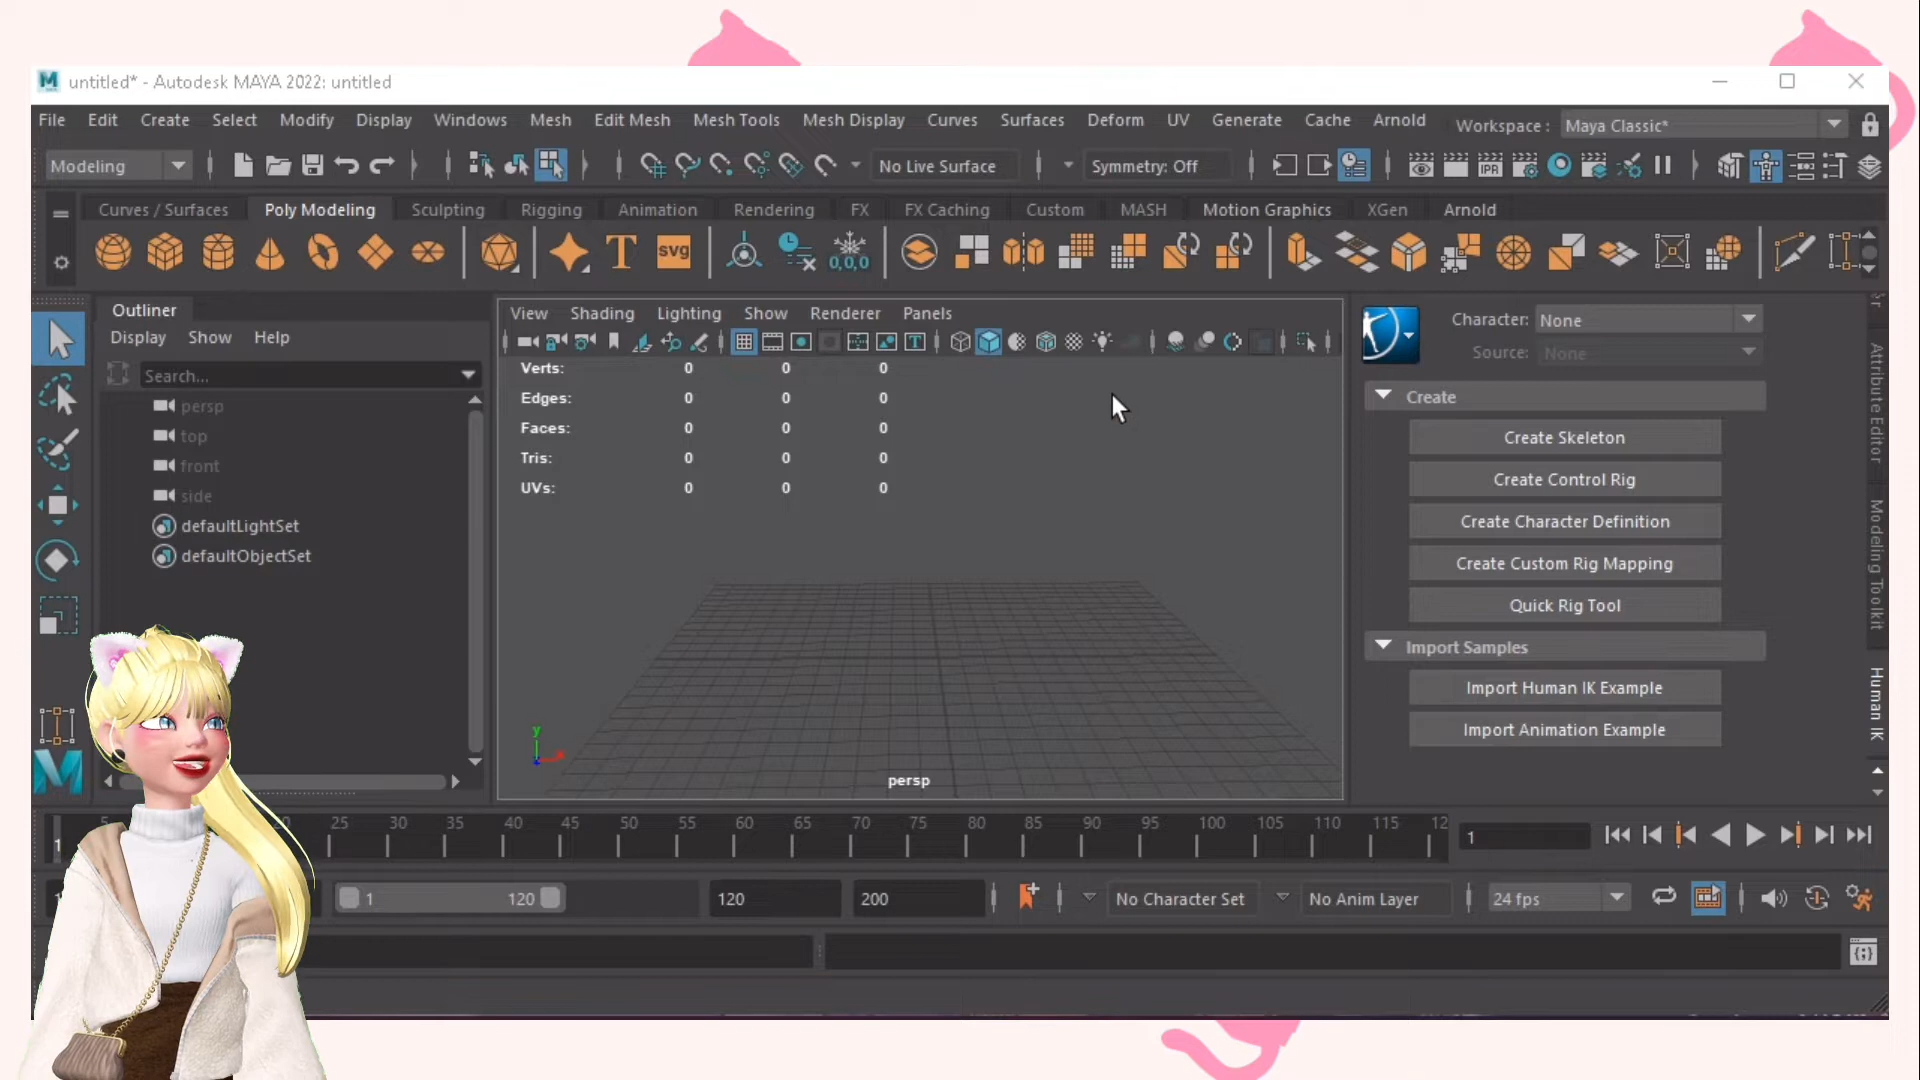 untitled* - Autodesk MAYA 2022: untitled
File Edit Create Select Modify Display Windows Mesh Edit Mesh Mesh Tools Mesh Display Curves Surfaces Deform UV Generate Cache Arnold Workspace : Maya Classic*
Modeling No Live Surface Symmetry: Off IPR
Curves / Surfaces Poly Modeling Sculpting Rigging Animation Rendering FX FX Caching Custom MASH Motion Graphics XGen Arnold
T svg 0,0,0
Outliner
Display Show Help
Search...
persp
top
front
side
defaultLightSet
defaultObjectSet
View Shading Lighting Show Renderer Panels
Verts: 0 0 0
Edges: 0 0 0
Faces: 0 0 0
Tris: 0 0 0
UVs: 0 0 0
y
x
persp
Character: None
Source: None
Create
Create Skeleton
Create Control Rig
Create Character Definition
Create Custom Rig Mapping
Quick Rig Tool
Import Samples
Import Human IK Example
Import Animation Example
Attribute Editor
Modeling Toolkit
Human IK
5 20 25 30 35 40 45 50 55 60 65 70 75 80 85 90 95 100 105 110 115 12
1
1
1 120 120 200 No Character Set No Anim Layer 24 fps